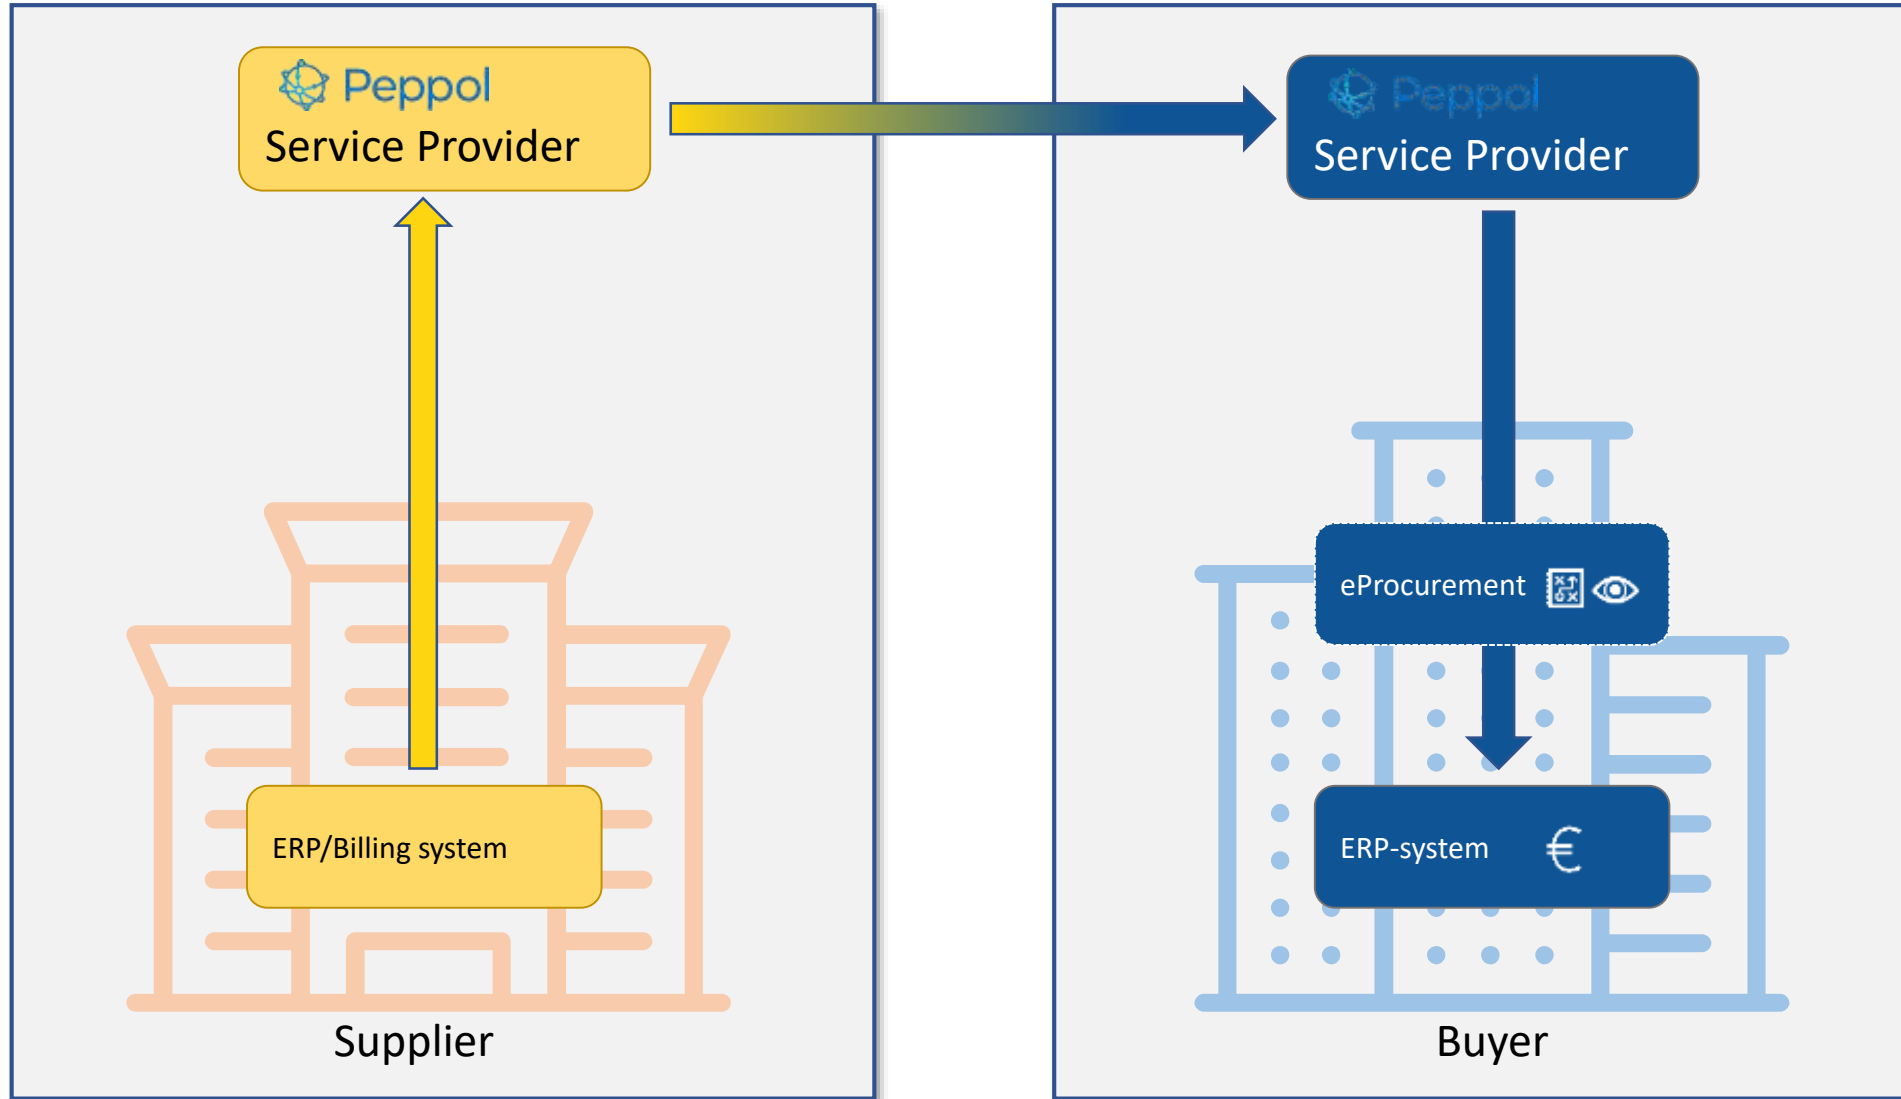 Peppol
Service Provider
ERP/Billing system
Supplier
Peppol
Service Provider
eProcurement
ERP-system €
Buyer